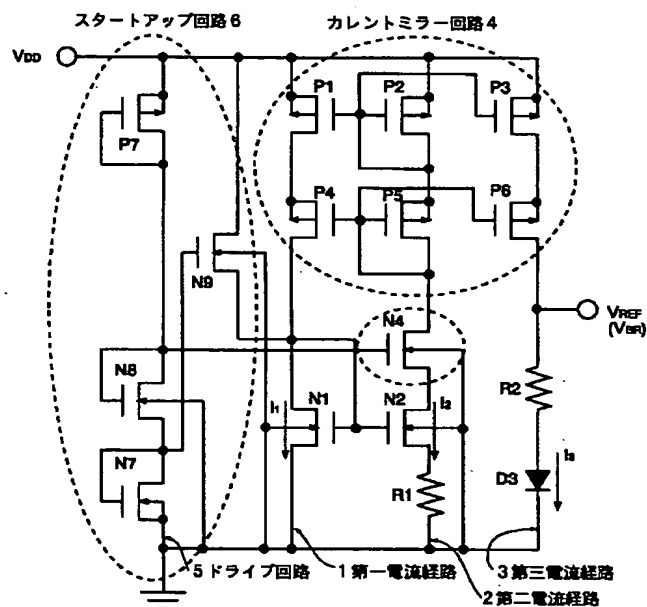 スタートアップ回路6
カレントミラー回路4
VDD
P1
P2
P3
P7
P4
P5
P6
N9
VREF
(VBR)
N4
N8
R2
I1
N1
N2
I2
N7
R1
D3
I3
5ドライブ回路
1第一電流経路
3第三電流経路
2第二電流経路